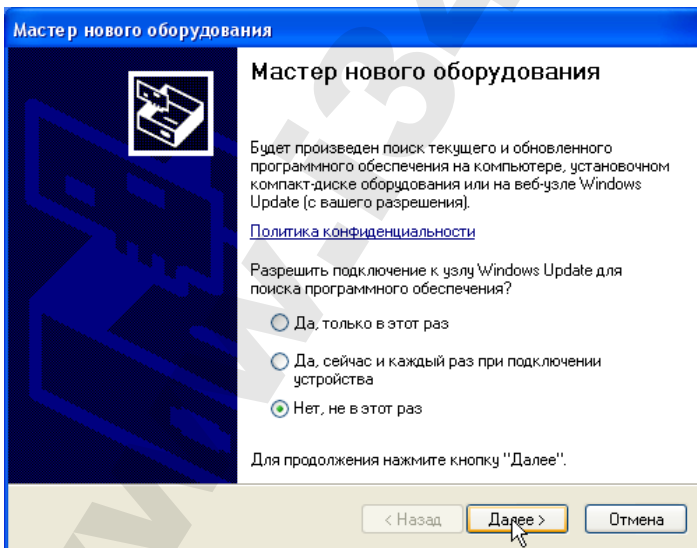 Мастер нового оборудования
Мастер нового оборудования
Будет произведен поиск текущего и обновленного
программного обеспечения на компьютере, установочном
компакт-диске оборудования или на веб-узле Windows
Update (с вашего разрешения).
Политика конфиденциальности
Разрешить подключение к узлу Windows Update для
поиска программного обеспечения?
Да, только в этот раз
Да, сейчас и каждый раз при подключении
устройства
Нет, не в этот раз
Для продолжения нажмите кнопку "Далее".
< Назад Далее > Отмена